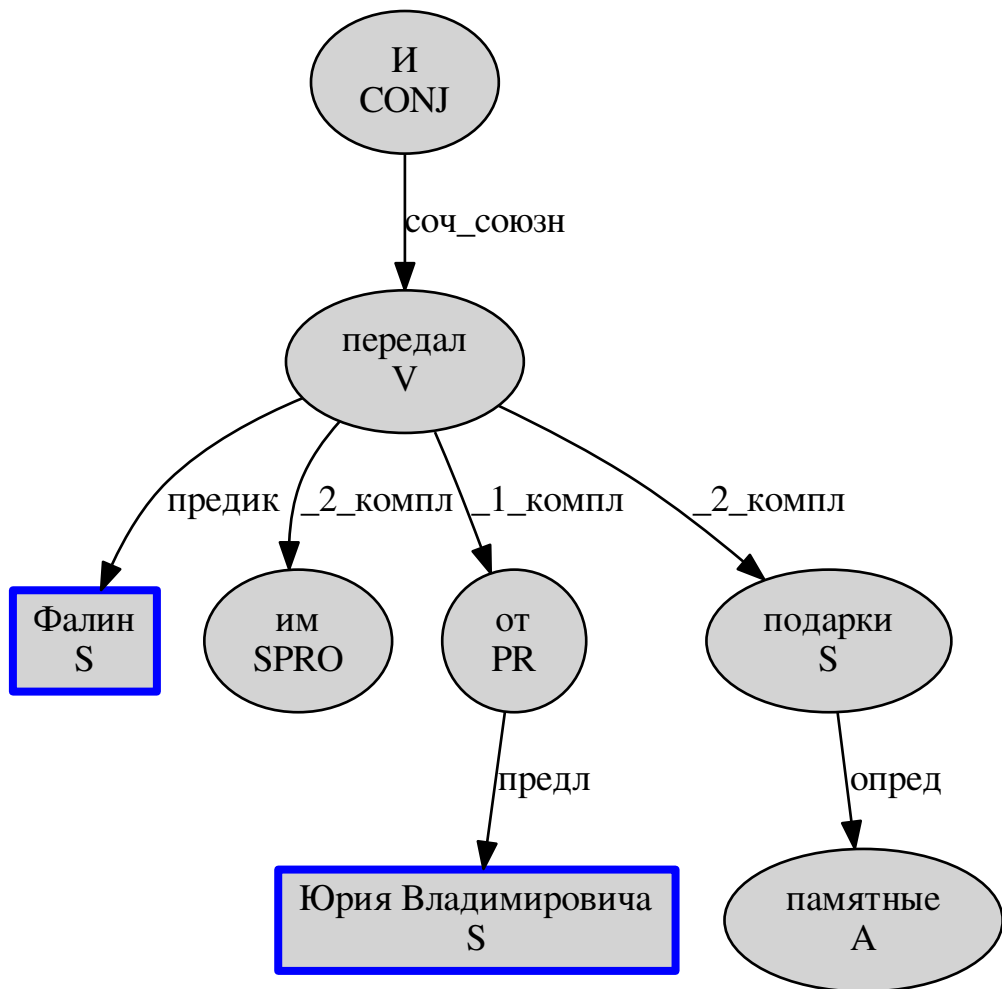 И
CONJ
соч_союзн
передал
V
предик
_2_компл
_1_компл
_2_компл
Фалин
S
им
SPRO
от
PR
подарки
S
предл
опред
Юрия Владимировича
S
памятные
A